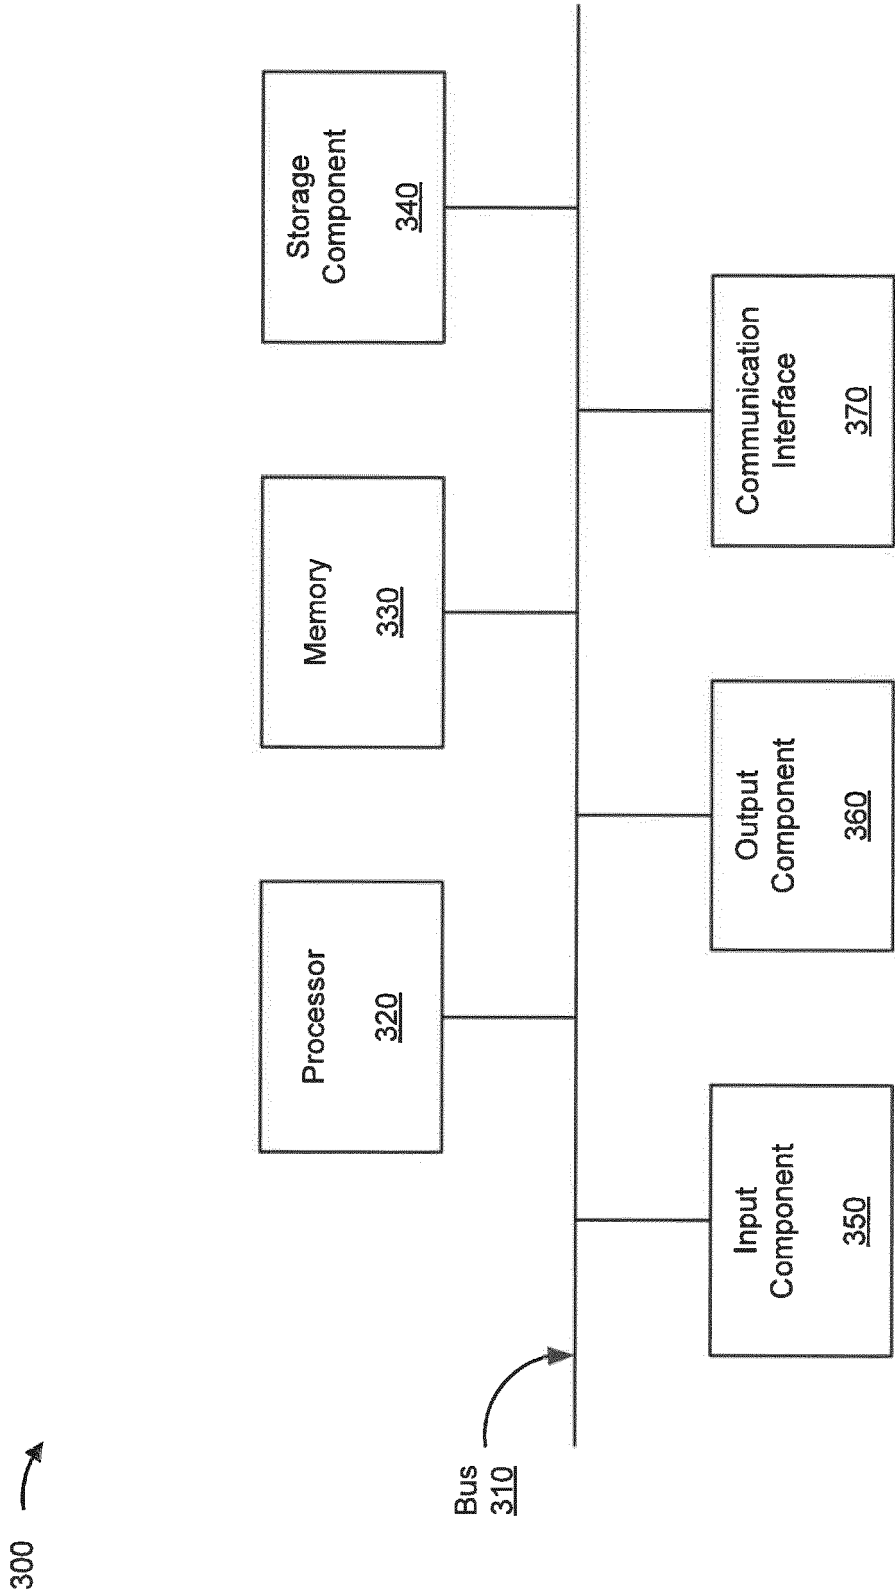 300
Bus
310
Processor
320
Memory
330
Storage
Component
340
Input
Component
350
Output
Component
360
Communication
Interface
370